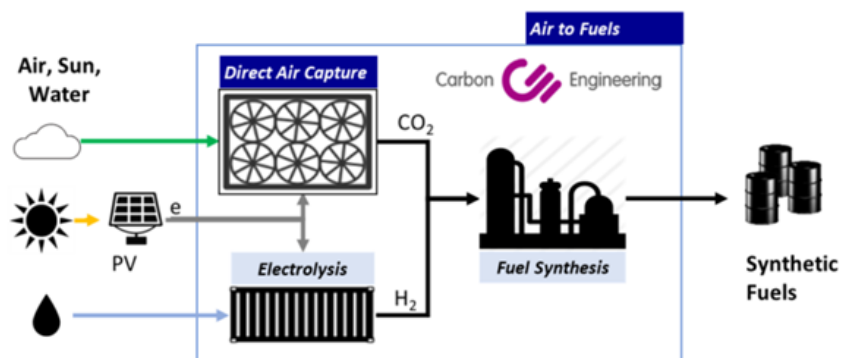 Air to Fuels
Air, Sun,
Water
Direct Air Capture
Carbon Engineering
CO₂
e
PV
Electrolysis
Fuel Synthesis
H₂
Synthetic
Fuels